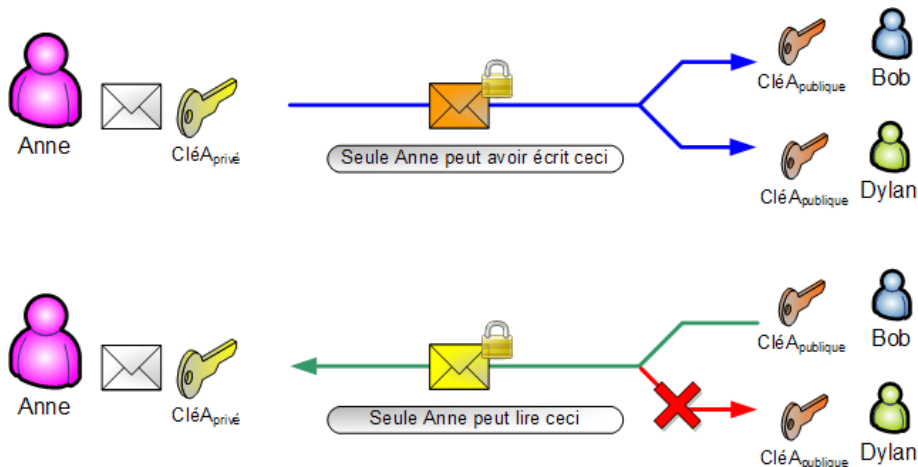 Anne
CléAprivé
Seule Anne peut avoir écrit ceci
CléApublique
Bob
CléApublique
Dylan
Anne
CléAprivé
Seule Anne peut lire ceci
CléApublique
Bob
CléApublique
Dylan